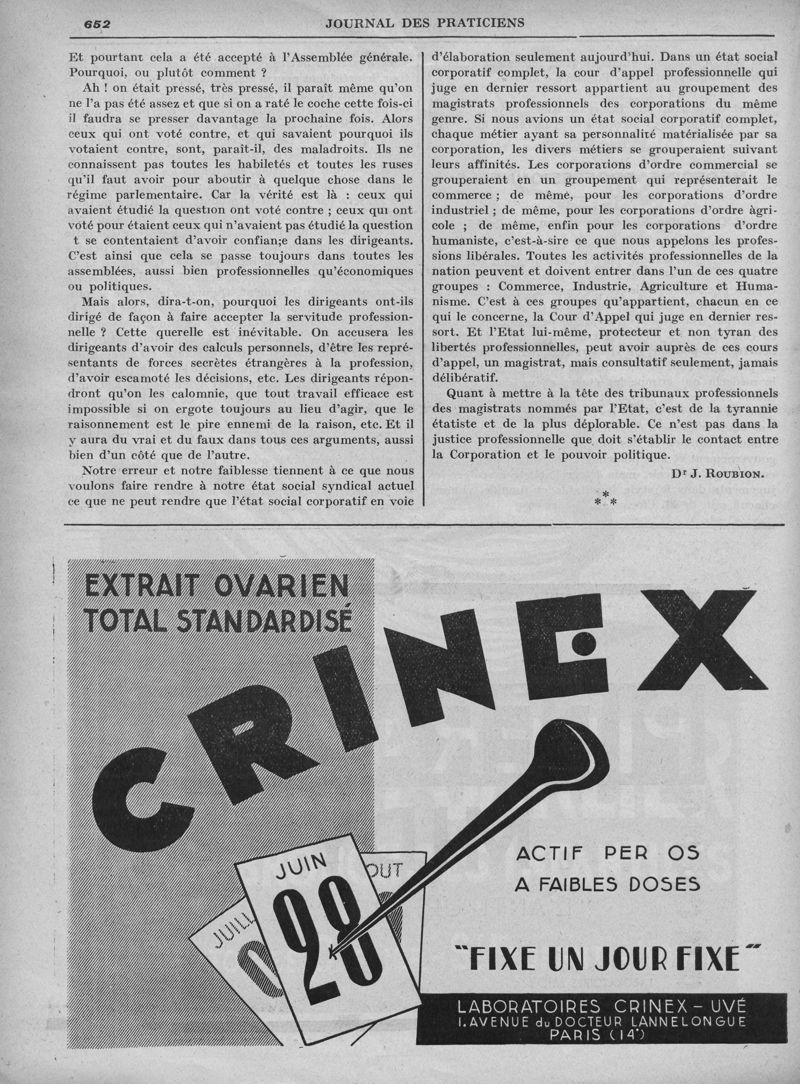 652
JOURNAL DES PRATICIENS
Et pourtant cela a été accepté à l'Assemblée générale.
Pourquoi, ou plutôt comment ?
Ah ! on était pressé, très pressé, il paraît même qu'on
ne l'a pas été assez et que si on a raté le coche cette fois-ci
il faudra se presser davantage la prochaine fois. Alors
ceux qui ont voté contre, et qui savaient pourquoi ils
votaient contre, sont, paraît-il, des maladroits. Ils ne
connaissent pas toutes les habiletés et toutes les ruses
qu'il faut avoir pour aboutir à quelque chose dans le
régime parlementaire. Car la vérité est là : ceux qui
avaient étudié la question ont voté contre ; ceux qui ont
voté pour étaient ceux qui n'avaient pas étudié la question
t se contentaient d'avoir confian;e dans les dirigeants.
C'est ainsi que cela se passe toujours dans toutes les
assemblées, aussi bien professionnelles qu'économiques
ou politiques.
Mais alors, dira-t-on, pourquoi les dirigeants ont-ils
dirigé de façon à faire accepter la servitude profession-
nelle ? Cette querelle est inévitable. On accusera les
dirigeants d'avoir des calculs personnels, d'être les repré-
sentants de forces secrètes étrangères à la profession,
d'avoir escamoté les décisions, etc. Les dirigeants répon-
dront qu'on les calomnie, que tout travail efficace est
impossible si on ergote toujours au lieu d'agir, que le
raisonnement est le pire ennemi de la raison, etc. Et il
y aura du vrai et du faux dans tous ces arguments, aussi
bien d'un côté que de l'autre.
Notre erreur et notre faiblesse tiennent à ce que nous
voulons faire rendre à notre état social syndical actuel
ce que ne peut rendre que l'état social corporatif en voie
d'élaboration seulement aujourd'hui. Dans un état social
corporatif complet, la cour d'appel professionnelle qui
juge en dernier ressort appartient au groupement des
magistrats professionnels des corporations du même
genre. Si nous avions un état social corporatif complet,
chaque métier ayant sa personnalité matérialisée par sa
corporation, les divers métiers se grouperaient suivant
leurs affinités. Les corporations d'ordre commercial se
grouperaient en un groupement qui représenterait le
commerce ; de même, pour les corporations d'ordre
industriel ; de même, pour les corporations d'ordre àgri-
cole ; de même, enfin pour les corporations d'ordre
humaniste, c'est-à-sire ce que nous appelons les profes-
sions libérales. Toutes les activités professionnelles de la
nation peuvent et doivent entrer dans l'un de ces quatre
groupes : Commerce, Industrie, Agriculture et Huma-
nisme. C'est à ces groupes qu'appartient, chacun en ce
qui le concerne, la Cour d'Appel qui juge en dernier res-
sort. Et l'Etat lui-même, protecteur et non tyran des
libertés professionnelles, peut avoir auprès de ces cours
d'appel, un magistrat, mais consultatif seulement, jamais
délibératif.
Quant à mettre à la tête des tribunaux professionnels
des magistrats nommés par l'Etat, c'est de la tyrannie
étatiste et de la plus déplorable. Ce n'est pas dans la
justice professionnelle que doit s'établir le contact entre
la Corporation et le pouvoir politique.
Dr J. ROUBION.
* * *
EXTRAIT OVARIEN
TOTAL STANDARDISÉ
CRINEX
JUIN
28
JUILL
OUT
ACTIF PER OS
A FAIBLES DOSES
"FIXE UN JOUR FIXE"
LABORATOIRES CRINEX - UVÉ
1. AVENUE du DOCTEUR LANNELONGUE
PARIS (14e)